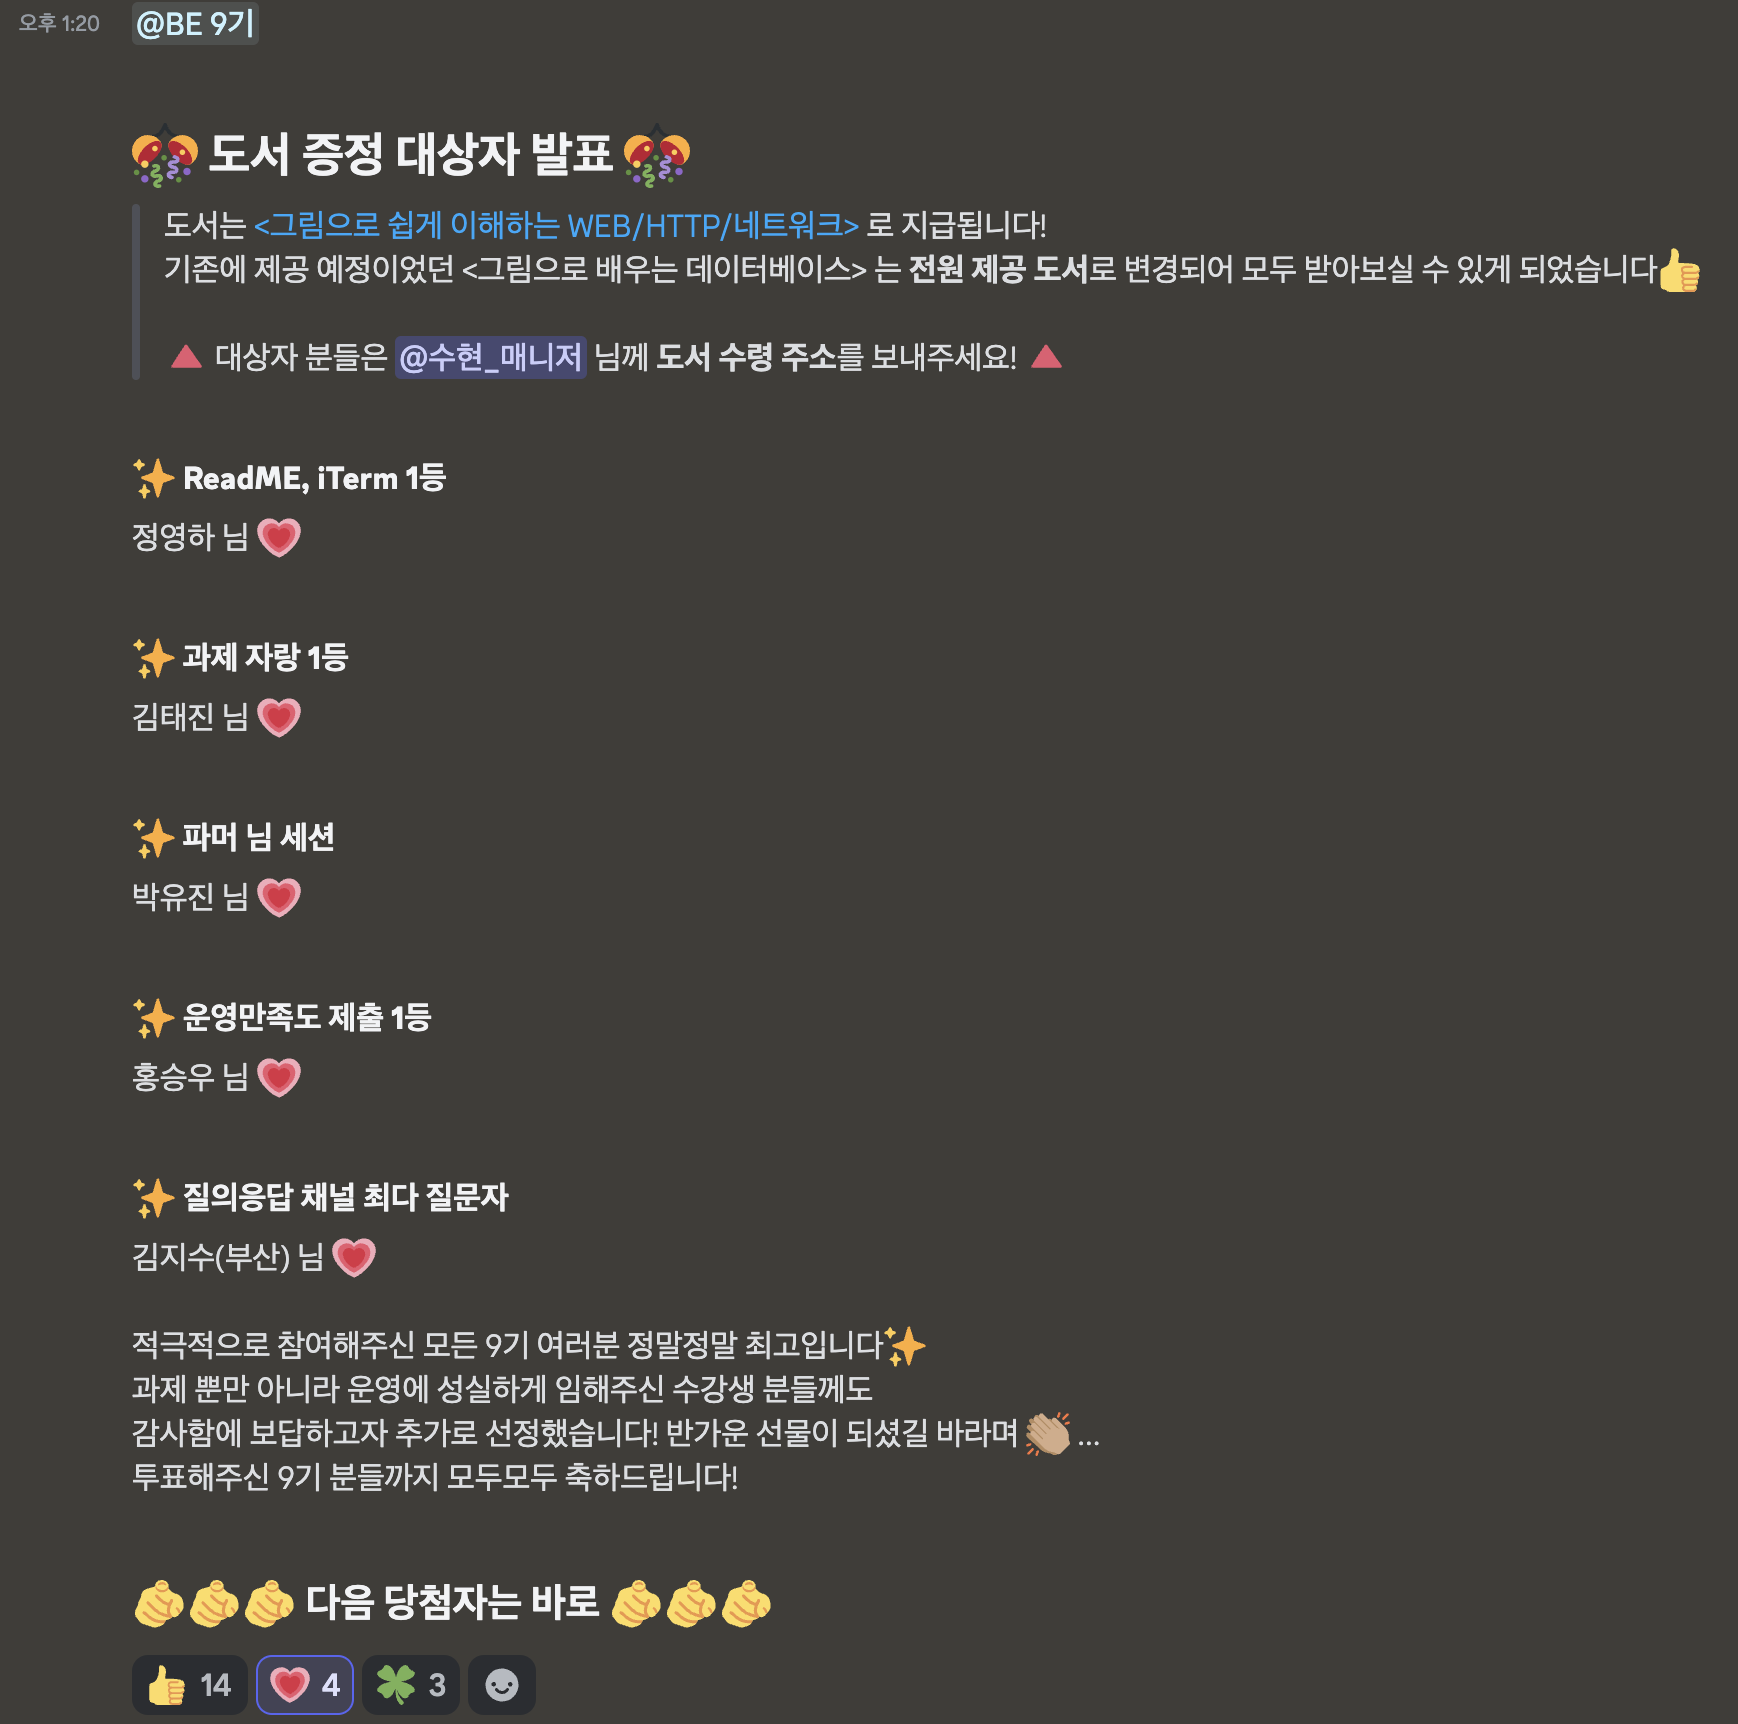 오후 1:20 @BE 9기
도서 증정 대상자 발표
도서는 <그림으로 쉽게 이해하는 WEB/HTTP/네트워크> 로 지급됩니다!
기존에 제공 예정이었던 <그림으로 배우는 데이터베이스> 는 전원 제공 도서로 변경되어 모두 받아보실 수 있게 되었습니다👍
🔺 대상자 분들은 @수현_매니저 님께 도서 수령 주소를 보내주세요! 🔺
✨ ReadME, iTerm 1등
정영하 님 💗
✨ 과제 자랑 1등
김태진 님 💗
✨ 파머 님 세션
박유진 님 💗
✨ 운영만족도 제출 1등
홍승우 님 💗
✨ 질의응답 채널 최다 질문자
김지수(부산) 님 💗
적극적으로 참여해주신 모든 9기 여러분 정말정말 최고입니다✨
과제 뿐만 아니라 운영에 성실하게 임해주신 수강생 분들께도
감사함에 보답하고자 추가로 선정했습니다! 반가운 선물이 되셨길 바라며👏🏼 ...
투표해주신 9기 분들까지 모두모두 축하드립니다!
🫵🫵🫵 다음 당첨자는 바로 🫵🫵🫵
👍 14 💗 4 🍀 3